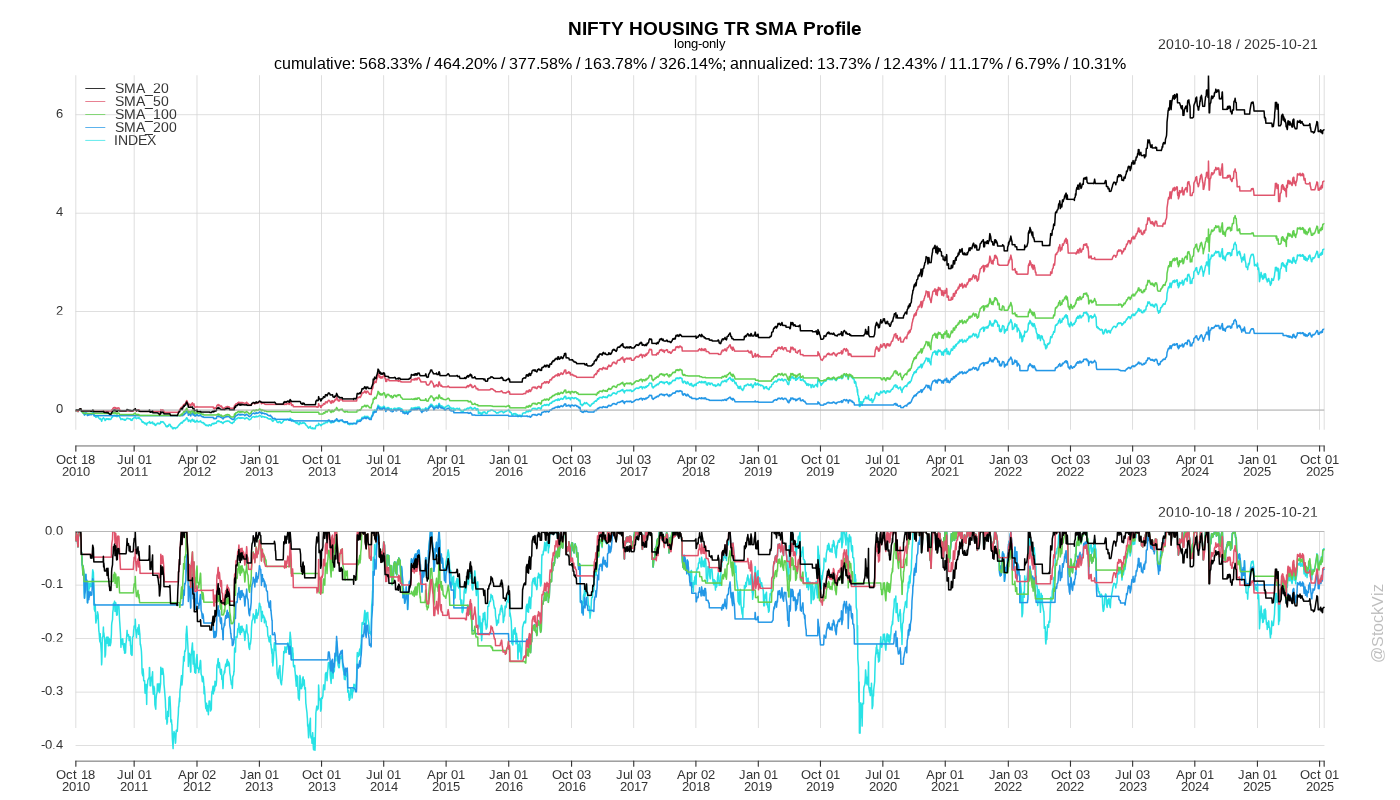 NIFTY HOUSING TR SMA Profile
long-only
2010-10-18 / 2025-10-21
cumulative: 568.33% / 464.20% / 377.58% / 163.78% / 326.14%; annualized: 13.73% / 12.43% / 11.17% / 6.79% / 10.31%
SMA_20
SMA_50
SMA_100
SMA_200
INDEX
6
4
2
0
Oct 18 Jul 01 Apr 02 Jan 01 Oct 01 Jul 01 Apr 01 Jan 01 Oct 03 Jul 03 Apr 02 Jan 01 Oct 01 Jul 01 Apr 01 Jan 03 Oct 03 Jul 03 Apr 01 Jan 01 Oct 01
2010 2011 2012 2013 2013 2014 2015 2016 2016 2017 2018 2019 2019 2020 2021 2022 2022 2023 2024 2025 2025
2010-10-18 / 2025-10-21
0.0
-0.1
-0.2
-0.3
-0.4
Oct 18 Jul 01 Apr 02 Jan 01 Oct 01 Jul 01 Apr 01 Jan 01 Oct 03 Jul 03 Apr 02 Jan 01 Oct 01 Jul 01 Apr 01 Jan 03 Oct 03 Jul 03 Apr 01 Jan 01 Oct 01
2010 2011 2012 2013 2013 2014 2015 2016 2016 2017 2018 2019 2019 2020 2021 2022 2022 2023 2024 2025 2025
@StockViz